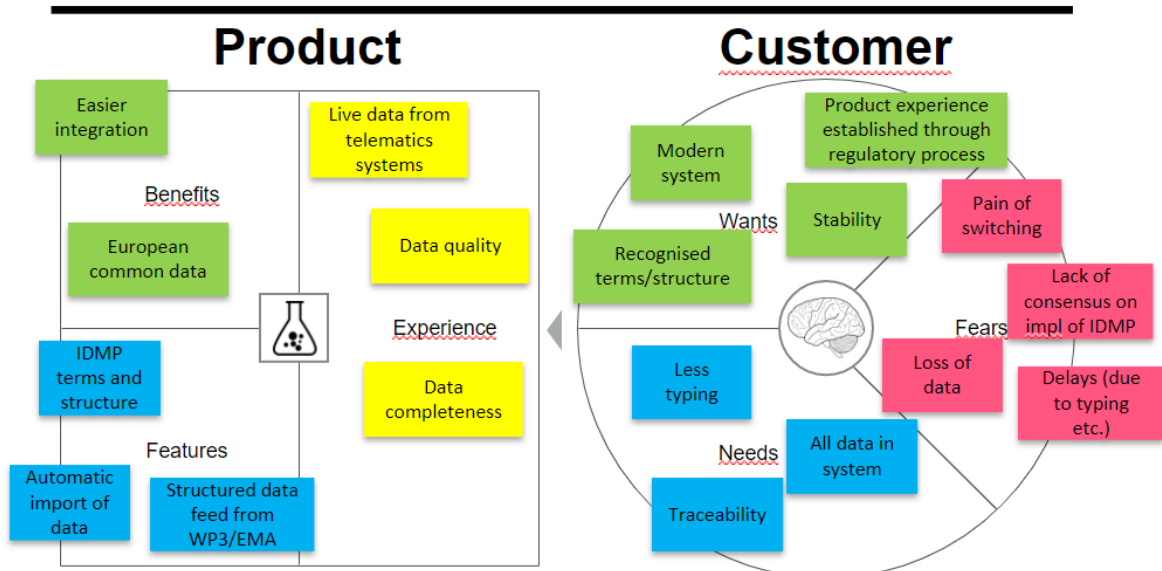 Product
Customer
Easier
integration
Live data from
telematics
systems
Benefits
European
common data
Data quality
Experience
IDMP
terms and
structure
Data
completeness
Features
Automatic
import of
data
Structured data
feed from
WP3/EMA
Product experience
established through
regulatory process
Modern
system
Wants
Stability
Pain of
switching
Recognised
terms/structure
Lack of
consensus on
impl of IDMP
Fears
Loss of
data
Delays (due
to typing
etc.)
Less
typing
Needs
All data in
system
Traceability